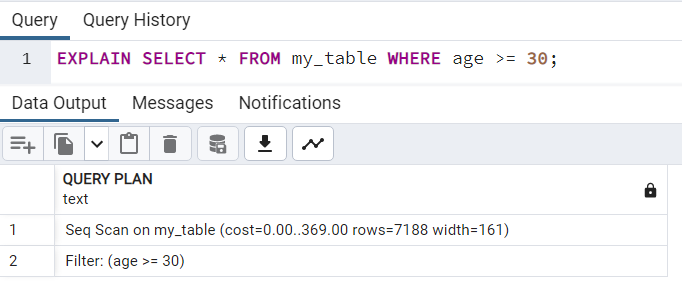 Query Query History
1 EXPLAIN SELECT * FROM my_table WHERE age >= 30;
Data Output Messages Notifications
QUERY PLAN
text
1 Seq Scan on my_table (cost=0.00..369.00 rows=7188 width=161)
2 Filter: (age >= 30)